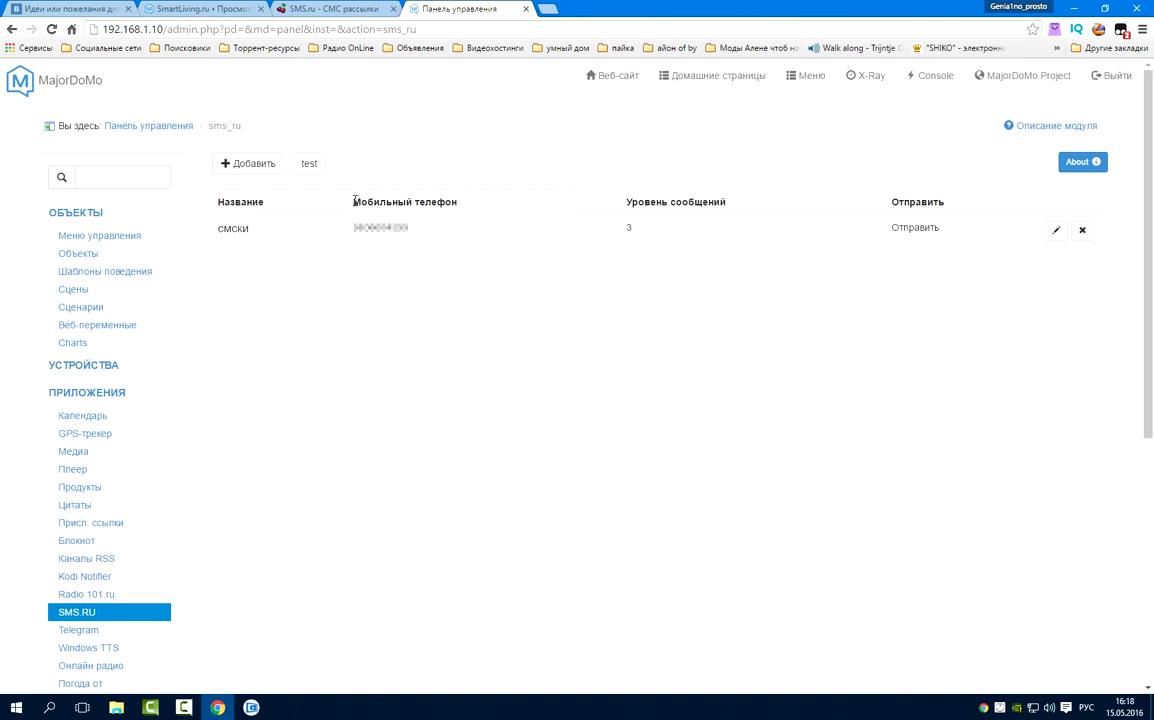 Идеи или пожелания дл
SmartLiving.ru • Просмот
SMS.ru - СМС рассылки
Панель управления
Genia1no_prosto
192.168.1.10/admin.php?pd=&md=panel&inst=&action=sms_ru
Сервисы
Социальные сети
Поисковики
Торрент-ресурсы
Радио OnLine
Объявления
Видеохостинги
умный дом
пайка
айон of by
Моды Алене чтоб на
Walk along - Trijntje C
"SHIKO" - электронн
»
Другие закладки
MajorDoMo
Веб-сайт
Домашние страницы
Меню
X-Ray
Console
MajorDoMo Project
Выйти
Вы здесь: Панель управления / sms_ru
Описание модуля
Добавить
test
About
Название
Мобильный телефон
Уровень сообщений
Отправить
смски
3
Отправить
ОБЪЕКТЫ
Меню управления
Объекты
Шаблоны поведения
Сцены
Сценарии
Веб-переменные
Charts
УСТРОЙСТВА
ПРИЛОЖЕНИЯ
Календарь
GPS-трекер
Медиа
Плеер
Продукты
Цитаты
Присл. ссылки
Блокнот
Каналы RSS
Kodi Notifier
Radio 101.ru
SMS.RU
Telegram
Windows TTS
Онлайн радио
Погода от
РУС
16:18
15.05.2016